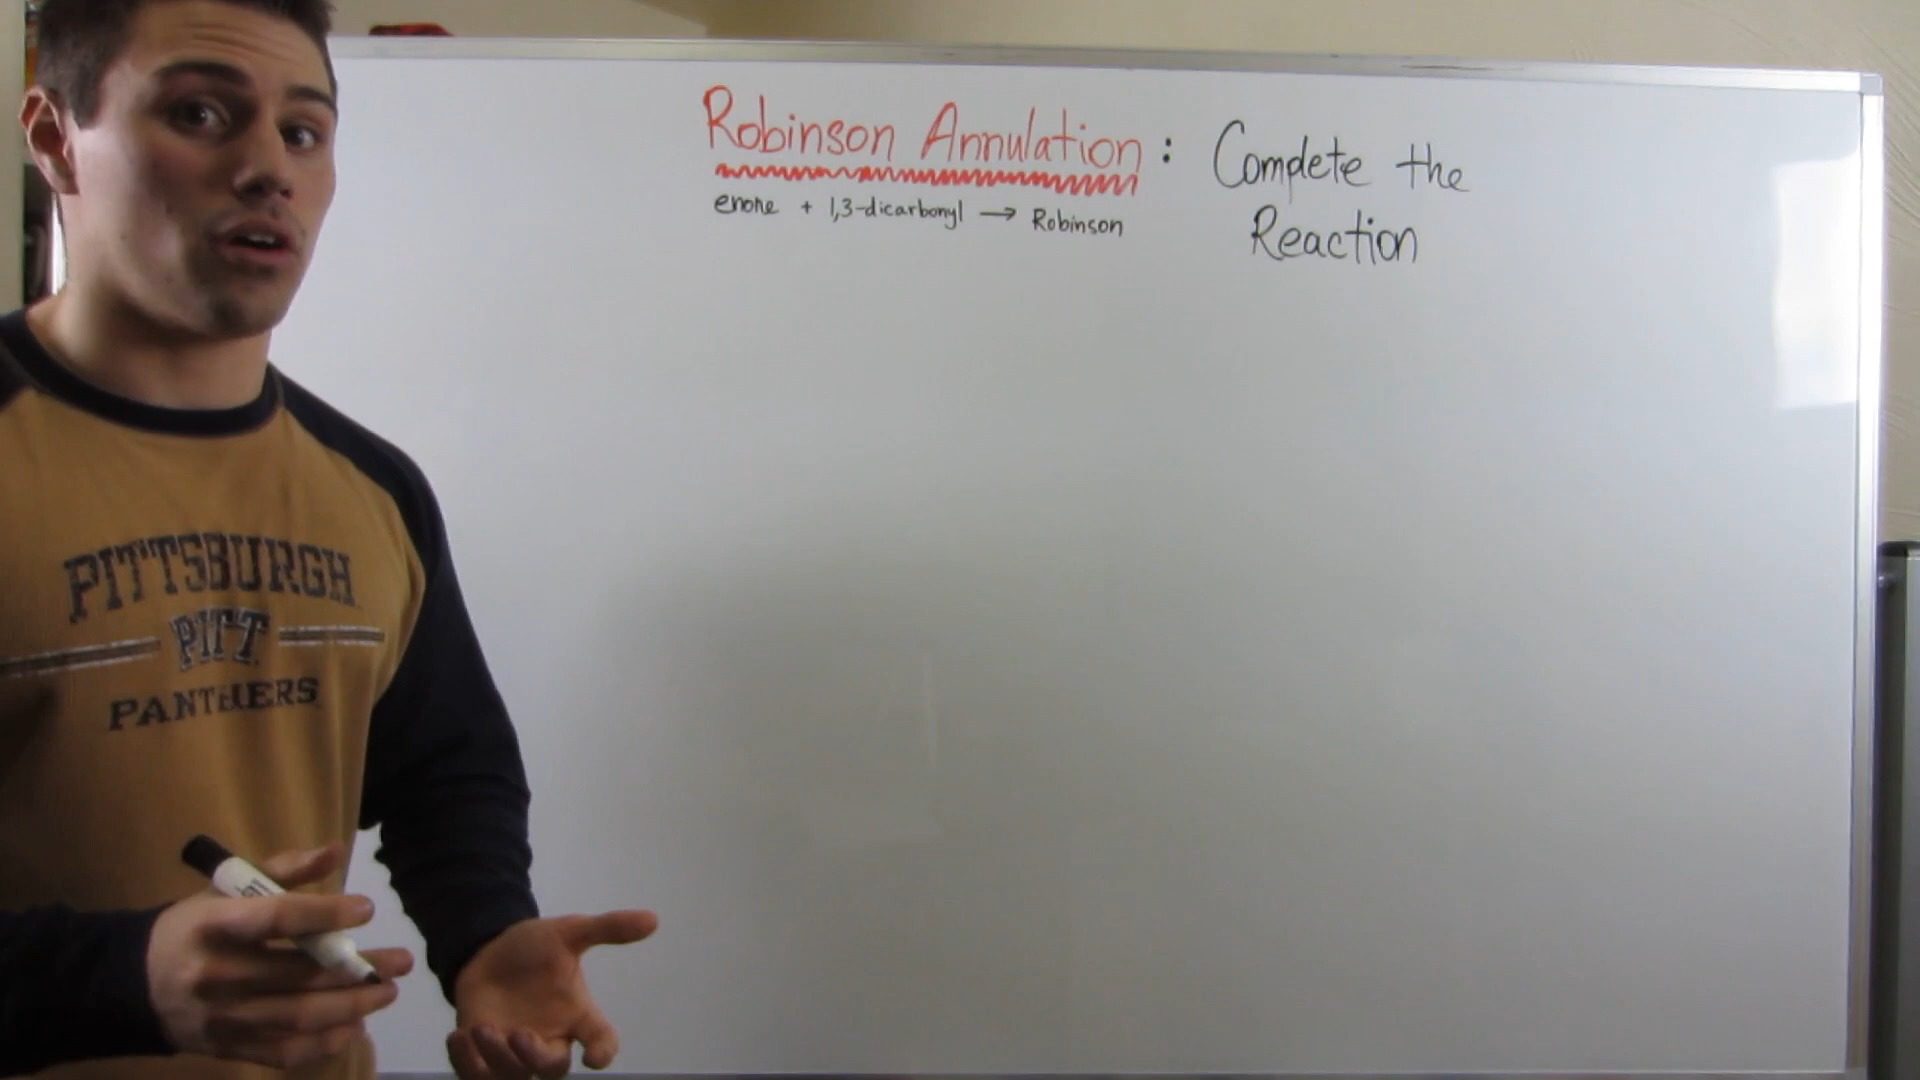 Robinson Annulation : Complete the
Reaction
enone + 1,3-dicarbonyl → Robinson
PITTSBURGH
PITT
PANTHERS